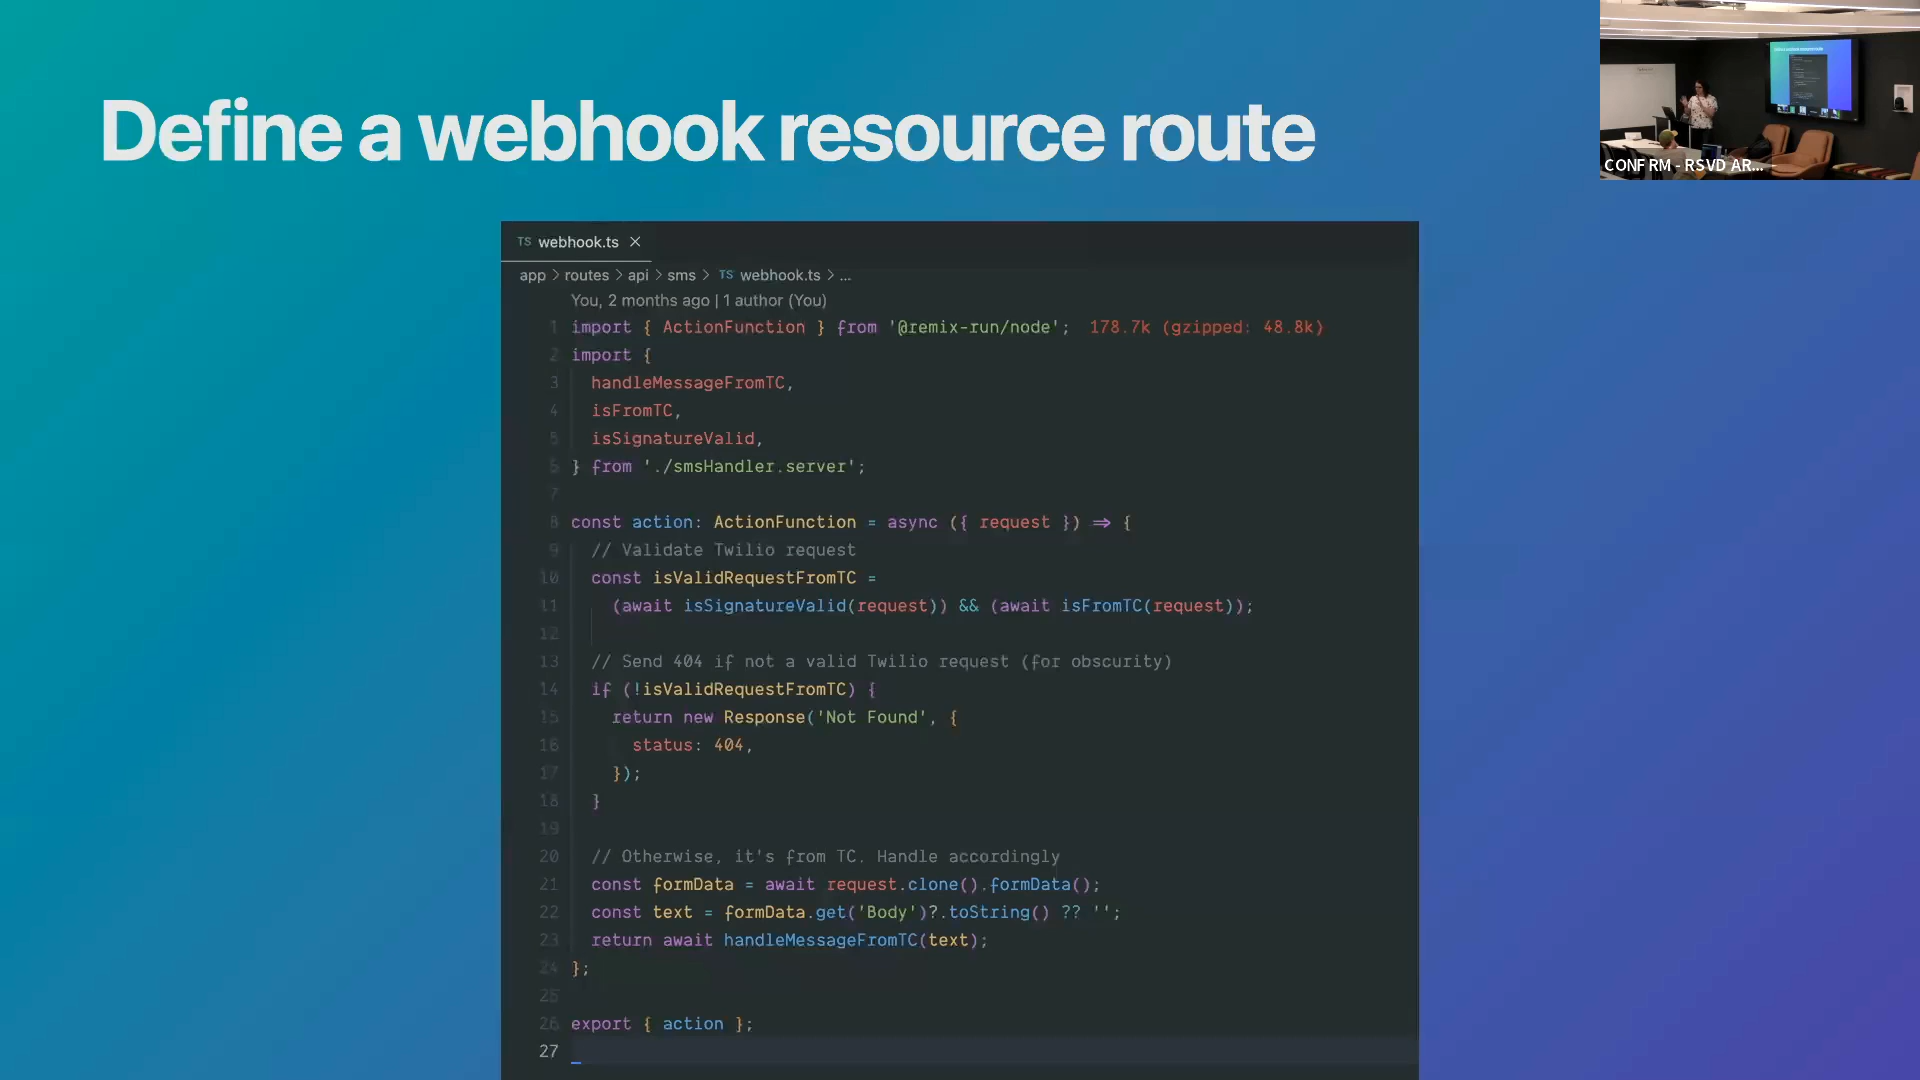 Define a webhook resource route
CONF RM - RSVD AR...
TS webhook.ts ×
app > routes > api > sms > TS webhook.ts > ...
You, 2 months ago | 1 author (You)
1 import { ActionFunction } from '@remix-run/node'; 178.7k (gzipped: 48.8k)
2 import {
3 handleMessageFromTC,
4 isFromTC,
5 isSignatureValid,
6 } from './smsHandler.server';
7
8 const action: ActionFunction = async ({ request }) => {
9 // Validate Twilio request
10 const isValidRequestFromTC =
11 (await isSignatureValid(request)) && (await isFromTC(request));
12
13 // Send 404 if not a valid Twilio request (for obscurity)
14 if (!isValidRequestFromTC) {
15 return new Response('Not Found', {
16 status: 404,
17 });
18 }
19
20 // Otherwise, it's from TC. Handle accordingly
21 const formData = await request.clone().formData();
22 const text = formData.get('Body')?.toString() ?? '';
23 return await handleMessageFromTC(text);
24 };
25
26 export { action };
27